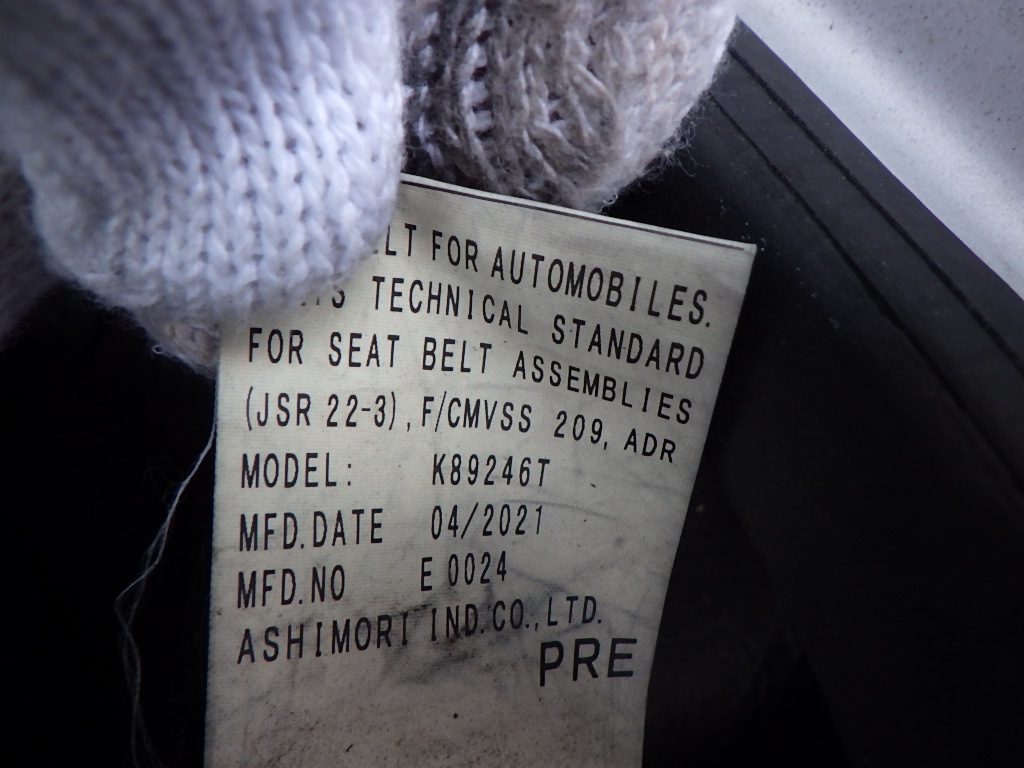 FOR AUTOMOBILES.
TECHNICAL STANDARD
FOR SEAT BELT ASSEMBLIES
(JSR 22-3), F/CMVSS 209, ADR
MODEL: K89246T
MFD.DATE 04/2021
MFD.NO E 0024
ASHIMORI IND.CO.,LTD.
PRE